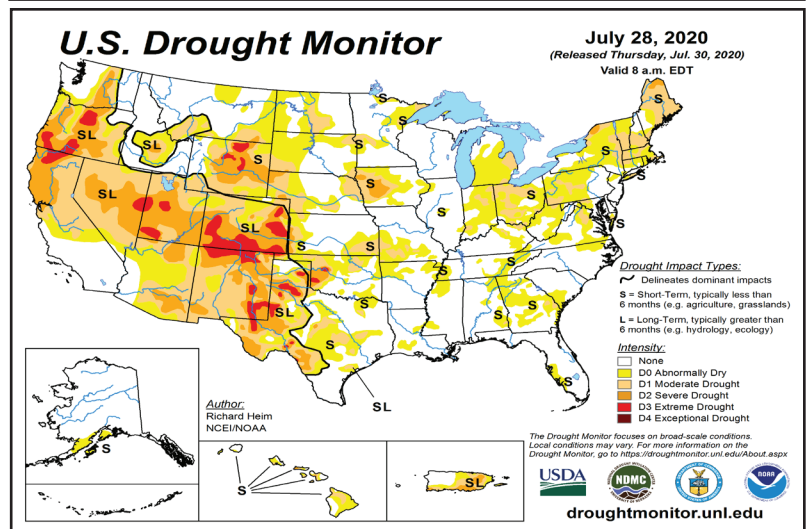 U.S. Drought Monitor
July 28, 2020
(Released Thursday, Jul. 30, 2020)
Valid 8 a.m. EDT
S
S
S
SL
SL
S
S
S
SL
S
S
S
S
SL
S
S
S
S
S
SL
S
S
S
SL
Drought Impact Types:
Delineates dominant impacts
S = Short-Term, typically less than
6 months (e.g. agriculture, grasslands)
L = Long-Term, typically greater than
6 months (e.g. hydrology, ecology)
Intensity:
None
D0 Abnormally Dry
D1 Moderate Drought
D2 Severe Drought
D3 Extreme Drought
D4 Exceptional Drought
S
Author:
Richard Heim
NCEI/NOAA
S
SL
The Drought Monitor focuses on broad-scale conditions.
Local conditions may vary. For more information on the
Drought Monitor, go to https://droughtmonitor.unl.edu/About.aspx
USDA
NDMC
NOAA
droughtmonitor.unl.edu